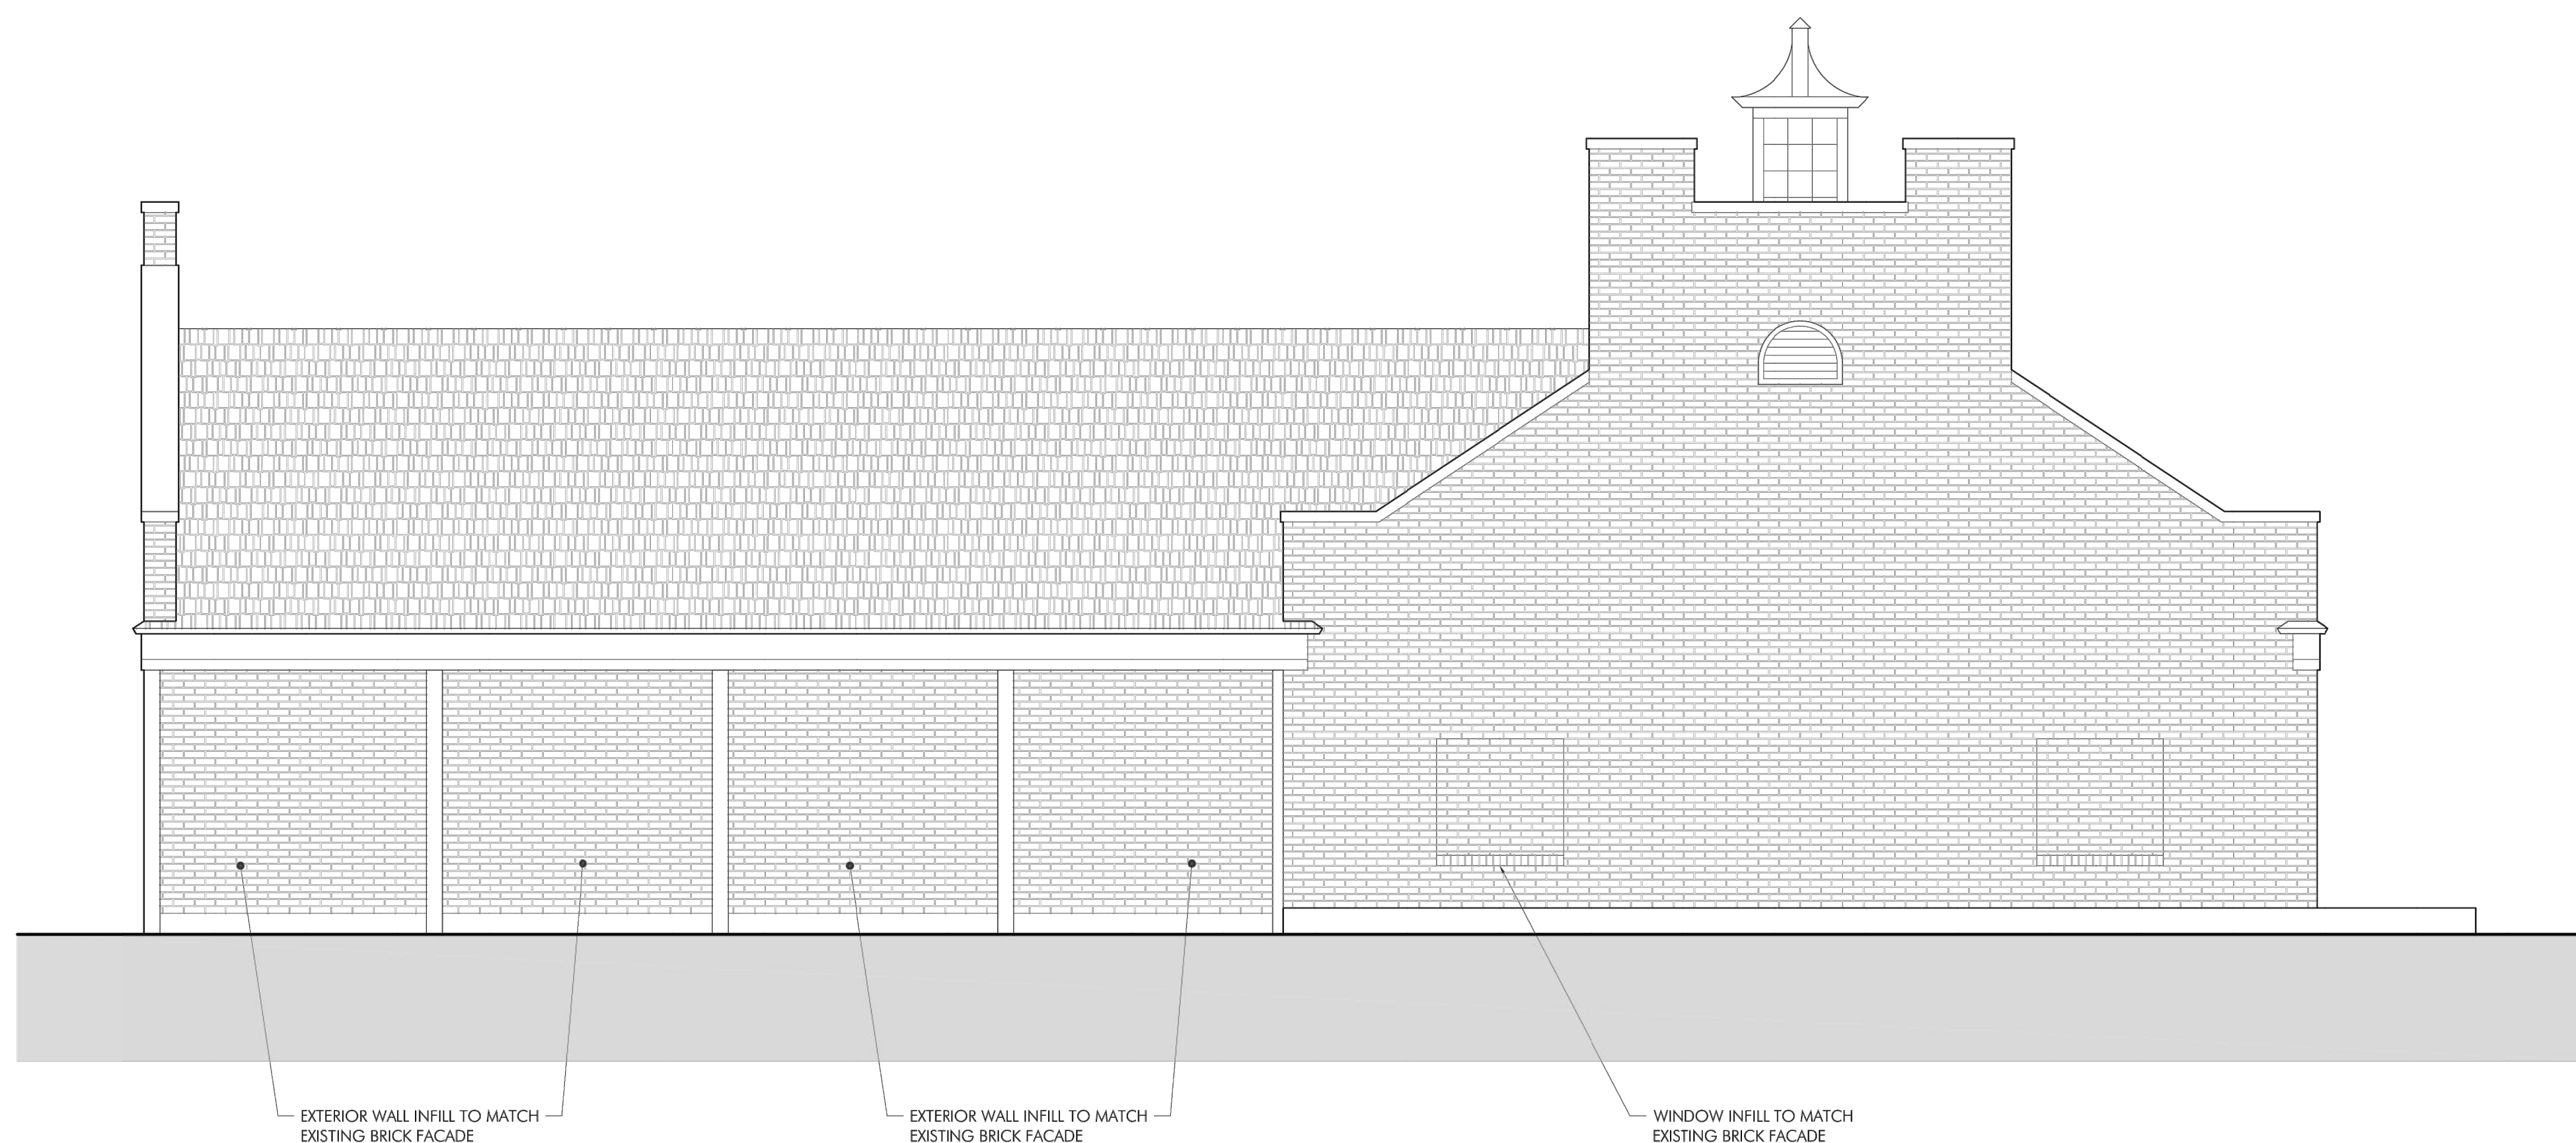 EXTERIOR WALL INFILL TO MATCH
EXISTING BRICK FACADE
EXTERIOR WALL INFILL TO MATCH
EXISTING BRICK FACADE
WINDOW INFILL TO MATCH
EXISTING BRICK FACADE